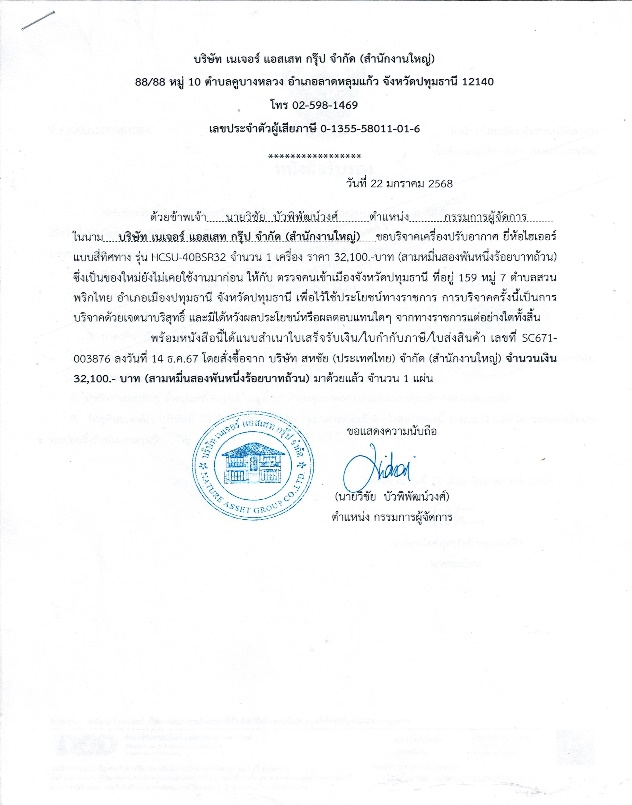 บริษัท เนเจอร์ แอสเสท กรุ๊ป จำกัด (สำนักงานใหญ่)
88/88 หมู่ 10 ตำบลคูบางหลวง อำเภอลาดหลุมแก้ว จังหวัดปทุมธานี 12140
โทร 02-598-1469
เลขประจำตัวผู้เสียภาษี 0-1355-58011-01-6
*****************
วันที่ 22 มกราคม 2568
ด้วยข้าพเจ้า นายวิชัย บัวพิพัฒน์วงศ์ ตำแหน่ง กรรมการผู้จัดการ
ในนาม บริษัท เนเจอร์ แอสเสท กรุ๊ป จำกัด (สำนักงานใหญ่) ขอบริจาคเครื่องปรับอากาศ ยี่ห้อไฮเออร์
แบบสี่ทิศทาง รุ่น HCSU-40BSR32 จำนวน 1 เครื่อง ราคา 32,100.-บาท (สามหมื่นสองพันหนึ่งร้อยบาทถ้วน)
ซึ่งเป็นของใหม่ยังไม่เคยใช้งานมาก่อน ให้กับ ตรวจคนเข้าเมืองจังหวัดปทุมธานี ที่อยู่ 159 หมู่ 7 ตำบลสวน
พริกไทย อำเภอเมืองปทุมธานี จังหวัดปทุมธานี เพื่อไว้ใช้ประโยชน์ทางราชการ การบริจาคครั้งนี้เป็นการ
บริจาคด้วยเจตนาบริสุทธิ์ และมิได้หวังผลประโยชน์หรือผลตอบแทนใดๆ จากทางราชการแต่อย่างใดทั้งสิ้น
พร้อมหนังสือนี้ได้แนบสำเนาใบเสร็จรับเงิน/ใบกำกับภาษี/ใบส่งสินค้า เลขที่ SC671-
003876 ลงวันที่ 14 ธ.ค.67 โดยสั่งซื้อจาก บริษัท สหชัย (ประเทศไทย) จำกัด (สำนักงานใหญ่) จำนวนเงิน
32,100.- บาท (สามหมื่นสองพันหนึ่งร้อยบาทถ้วน) มาด้วยแล้ว จำนวน 1 แผ่น
ขอแสดงความนับถือ
บริษัท เนเจอร์ แอสเสท กรุ๊ป จำกัด
NATURE ASSET GROUP CO.,LTD.
(นายวิชัย บัวพิพัฒน์วงศ์)
ตำแหน่ง กรรมการผู้จัดการ